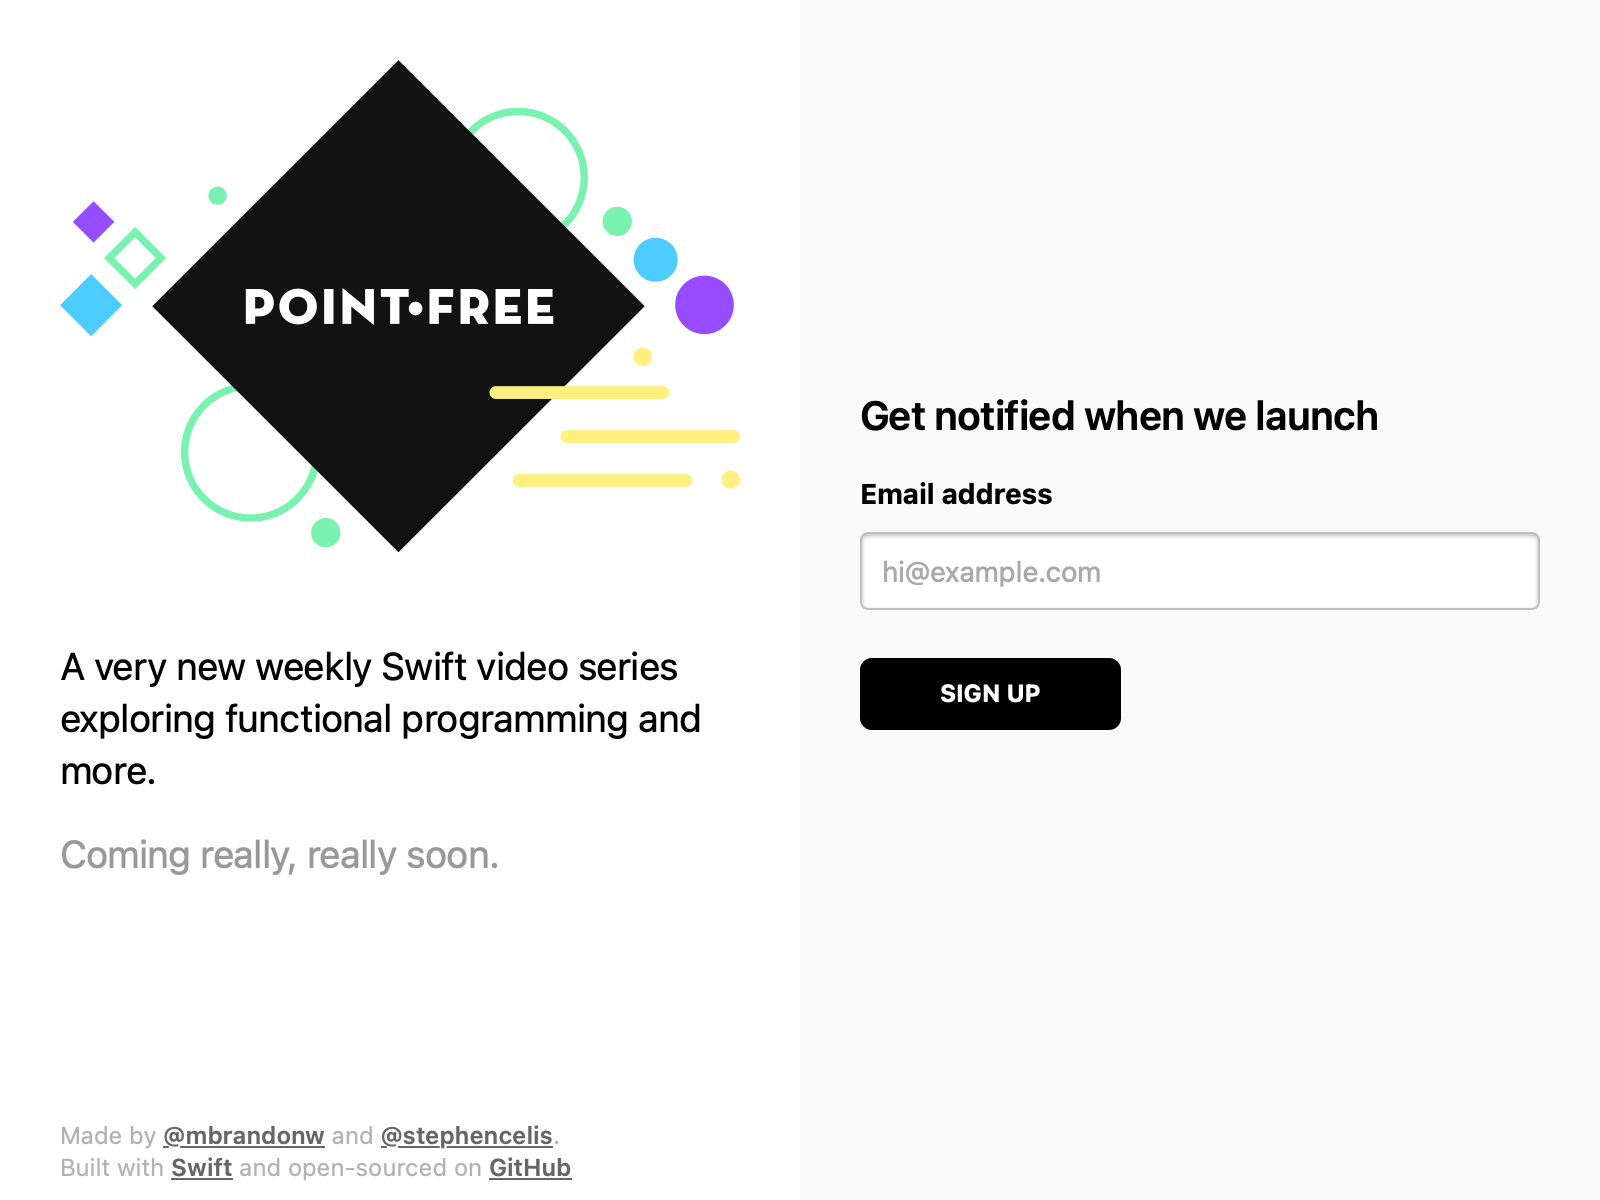 POINT•FREE
A very new weekly Swift video series
exploring functional programming and
more.
Coming really, really soon.
Made by @mbrandonw and @stephencelis.
Built with Swift and open-sourced on GitHub
Get notified when we launch
Email address
hi@example.com
SIGN UP